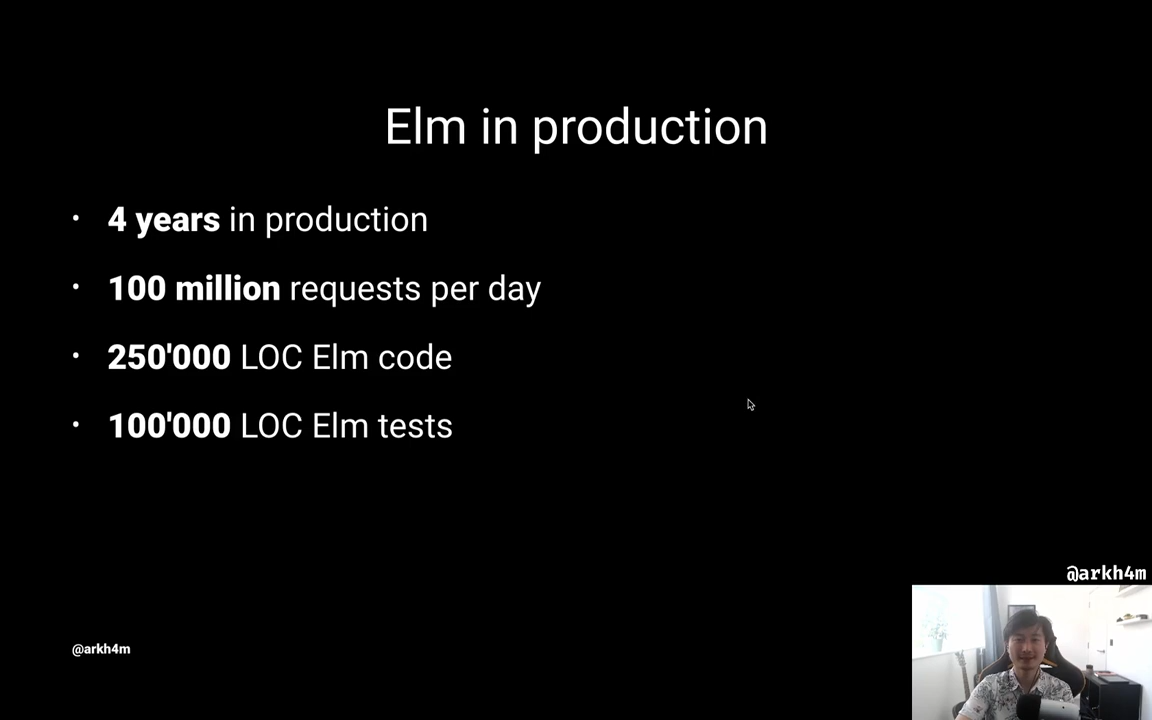 Elm in production
• 4 years in production
• 100 million requests per day
• 250'000 LOC Elm code
• 100'000 LOC Elm tests
@arkh4m
@arkh4m